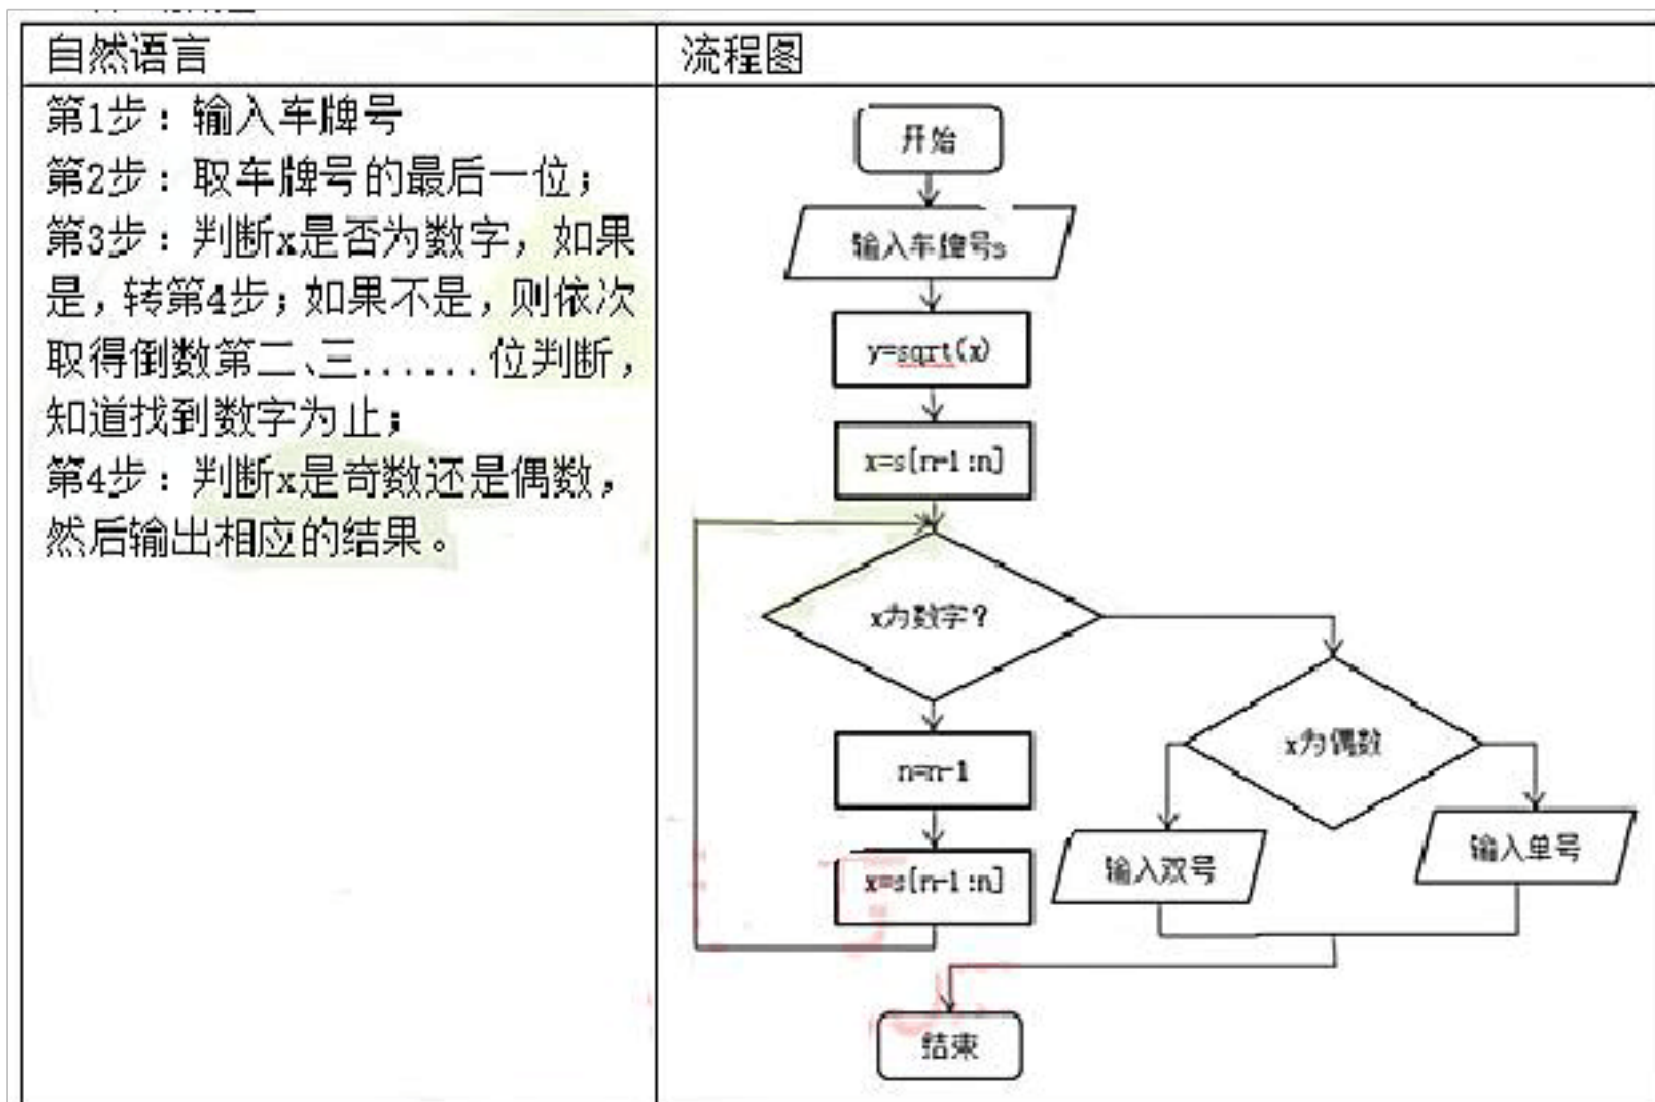 自然语言
第1步：输入车牌号
第2步：取车牌号的最后一位；
第3步：判断x是否为数字，如果
是，转第4步；如果不是，则依次
取得倒数第二、三......位判断，
知道找到数字为止；
第4步：判断x是奇数还是偶数，
然后输出相应的结果。
流程图
开始
输入车牌号s
y=sqrt(x)
x=s[n-1:n]
x为数字？
n=n-1
x=s[n-1:n]
x为偶数
输入双号
输入单号
结束